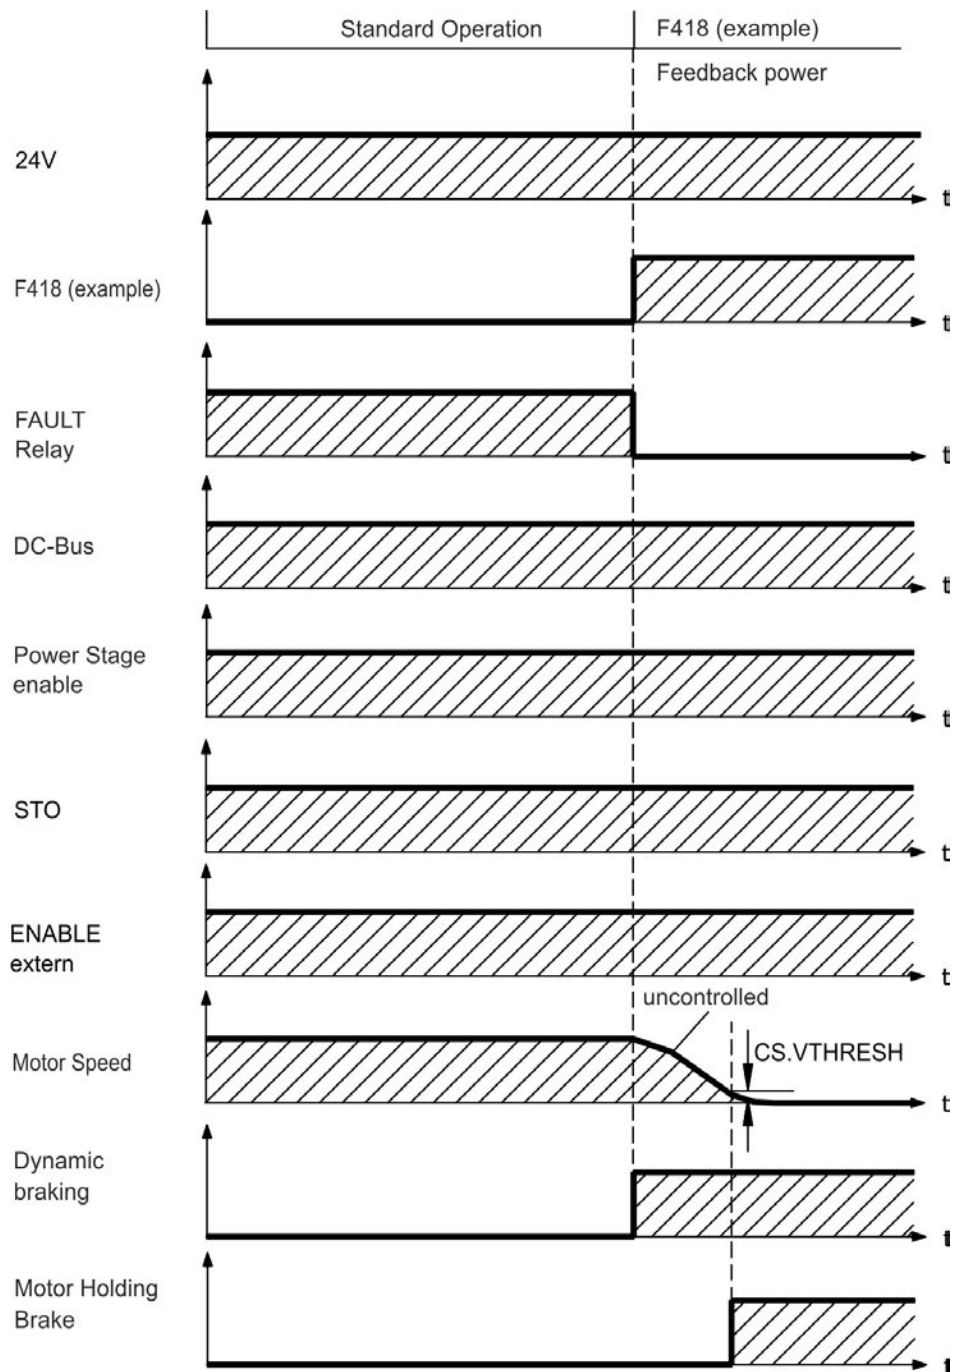 Standard Operation
F418 (example)
Feedback power
24V
t
F418 (example)
t
FAULT
Relay
t
DC-Bus
t
Power Stage
enable
t
STO
t
ENABLE
extern
t
uncontrolled
CS.VTHRESH
Motor Speed
t
Dynamic
braking
t
Motor Holding
Brake
t